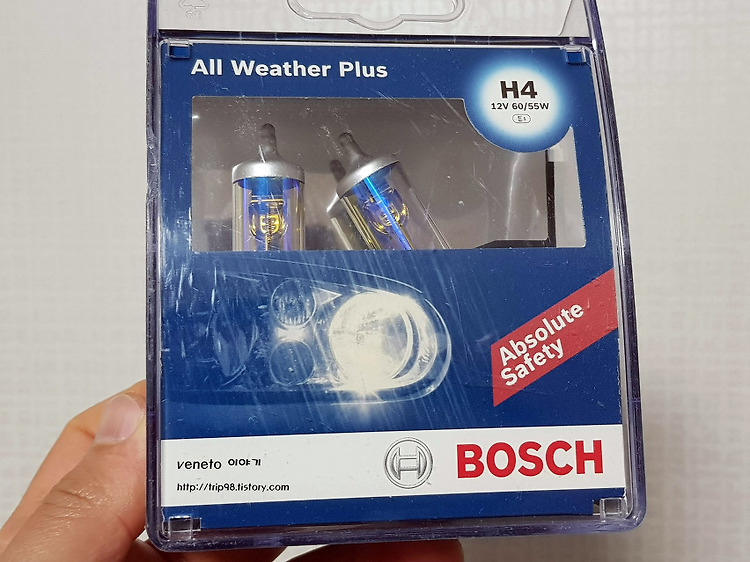 All Weather Plus
H4
12V 60/55W
E1
Absolute
Safety
veneto 이야기
BOSCH
http://trip98.tistory.com